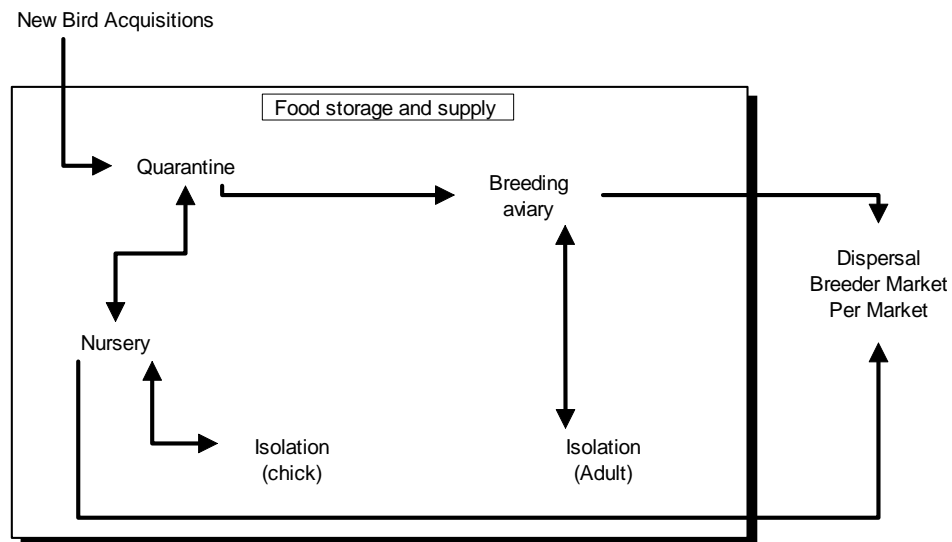 New Bird Acquisitions
Food storage and supply
Quarantine
Breeding
aviary
Dispersal
Breeder Market
Per Market
Nursery
Isolation
(chick)
Isolation
(Adult)